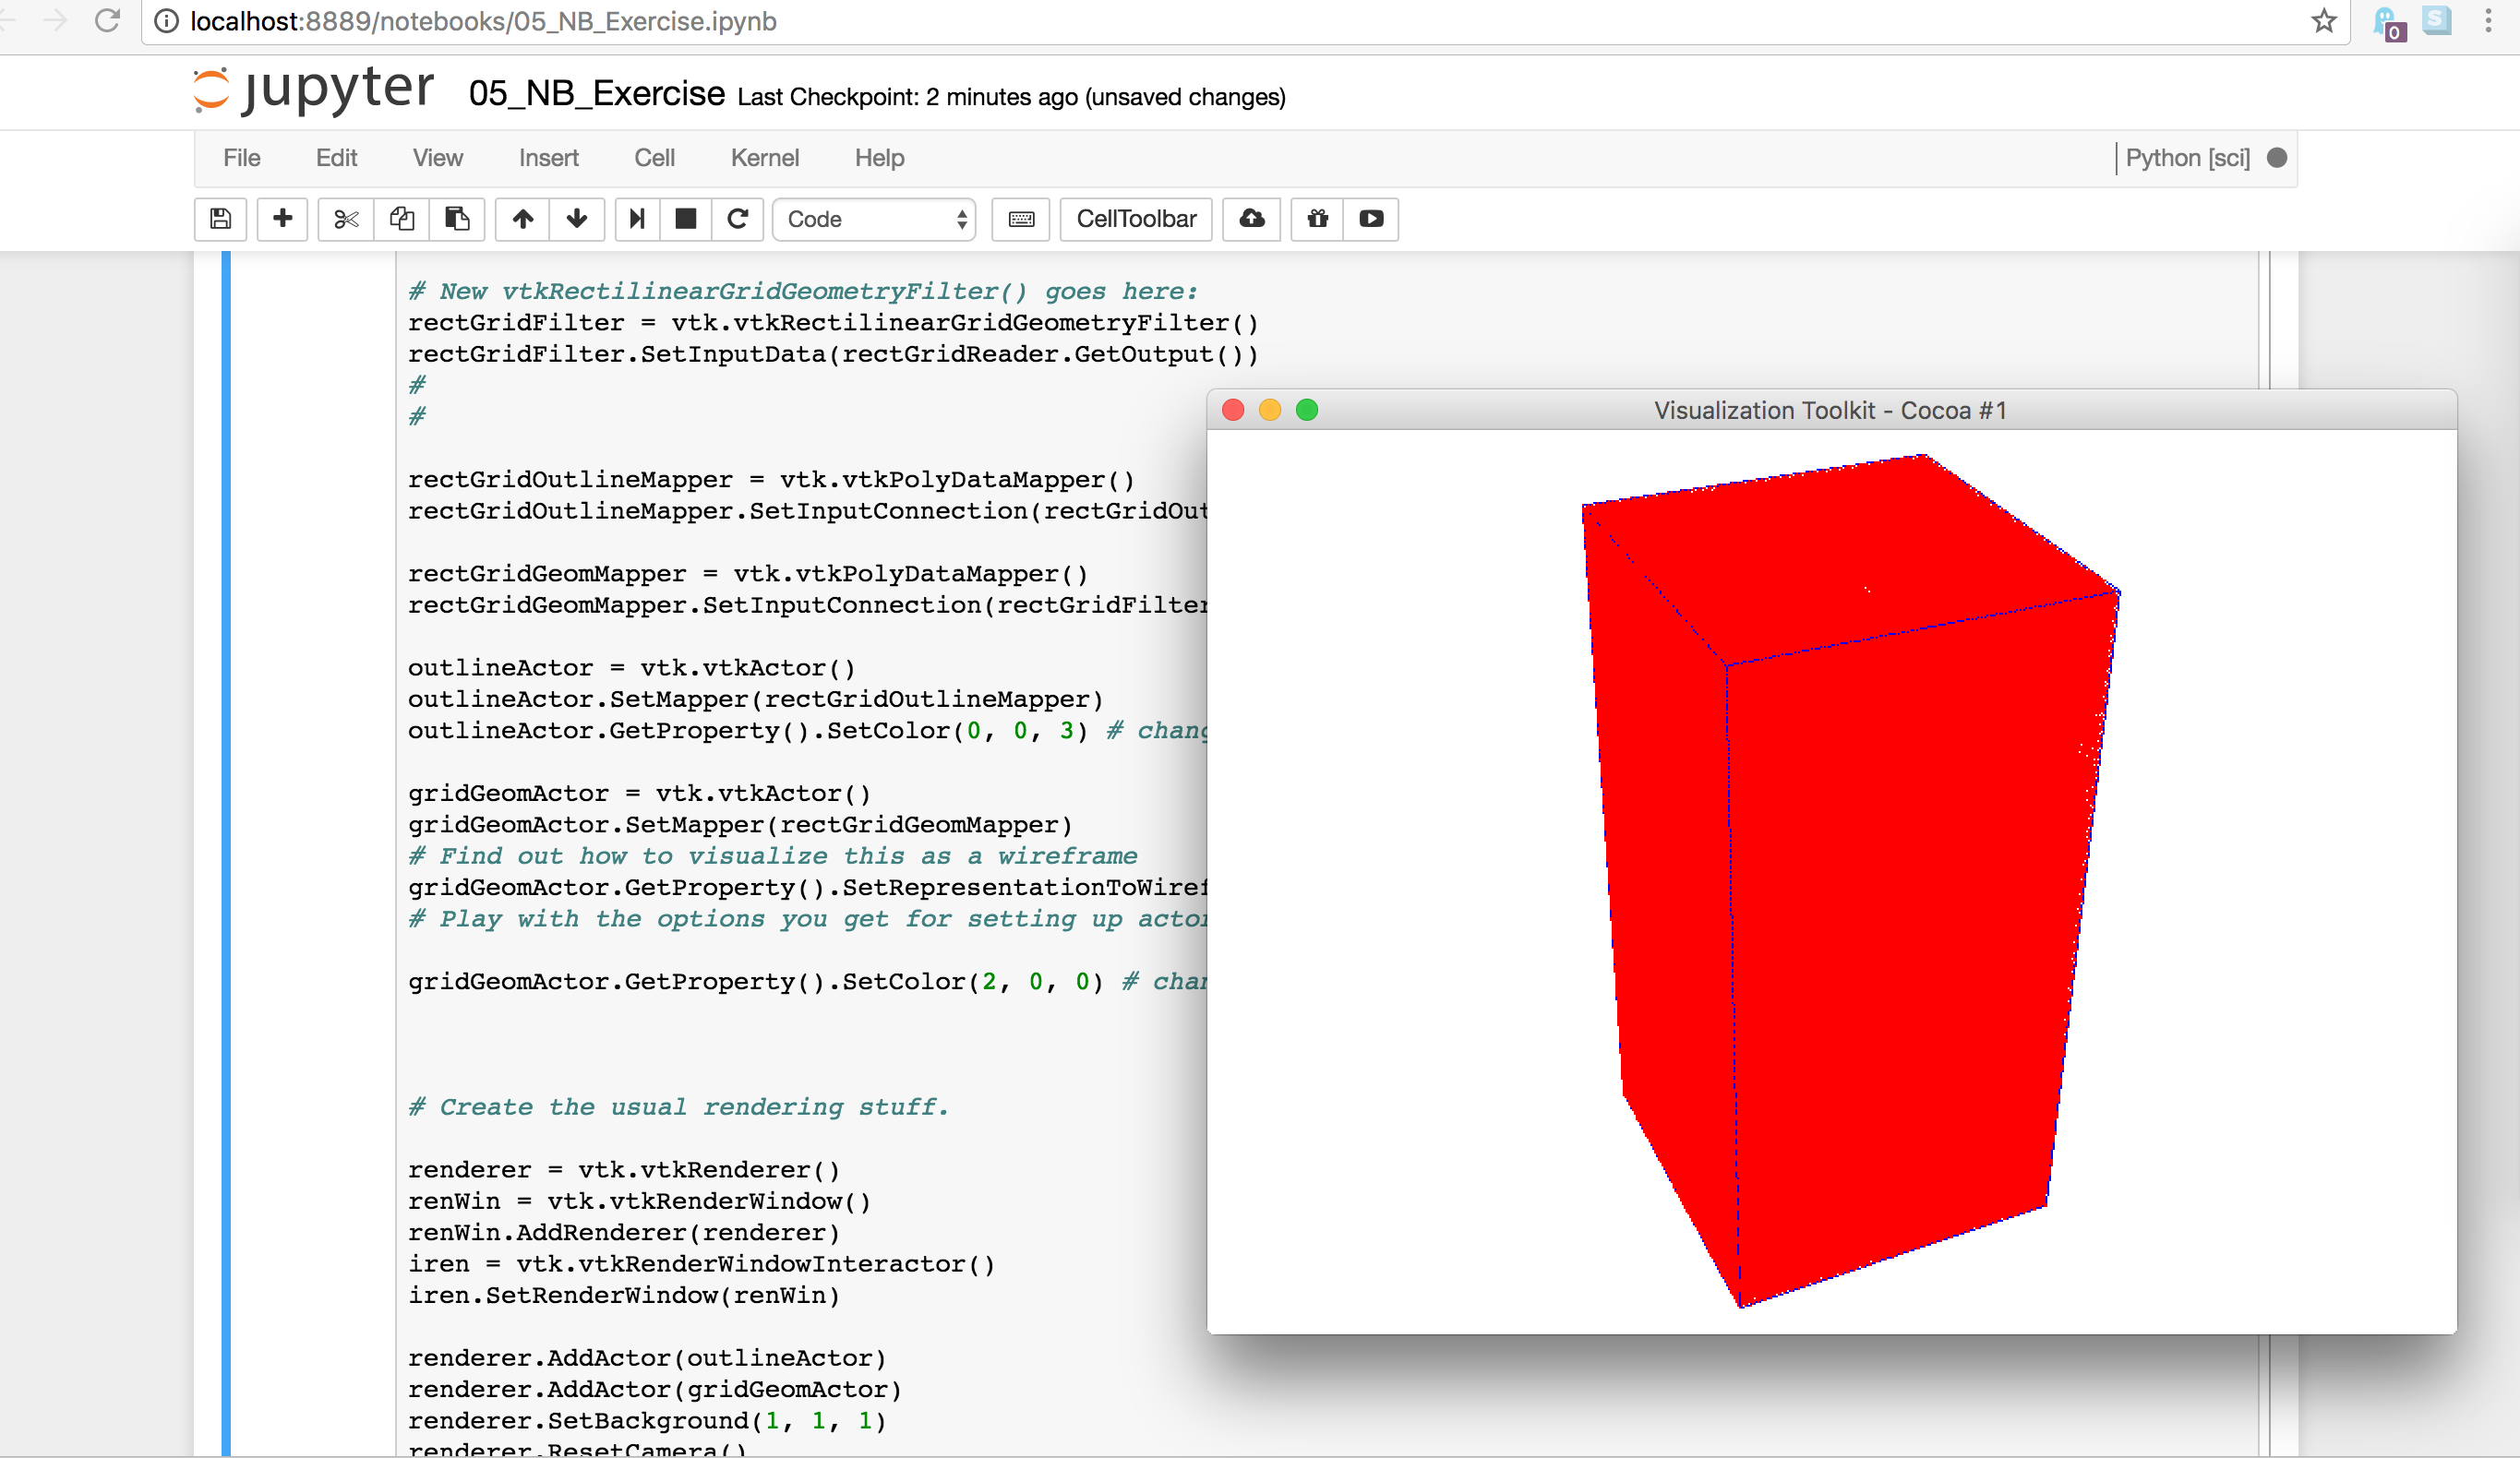 localhost:8889/notebooks/05_NB_Exercise.ipynb
0
S
jupyter 05_NB_Exercise Last Checkpoint: 2 minutes ago (unsaved changes)
File Edit View Insert Cell Kernel Help Python [sci]
Code CellToolbar
# New vtkRectilinearGridGeometryFilter() goes here:
rectGridFilter = vtk.vtkRectilinearGridGeometryFilter()
rectGridFilter.SetInputData(rectGridReader.GetOutput())
#
#
rectGridOutlineMapper = vtk.vtkPolyDataMapper()
rectGridOutlineMapper.SetInputConnection(rectGridOut
rectGridGeomMapper = vtk.vtkPolyDataMapper()
rectGridGeomMapper.SetInputConnection(rectGridFilter
outlineActor = vtk.vtkActor()
outlineActor.SetMapper(rectGridOutlineMapper)
outlineActor.GetProperty().SetColor(0, 0, 3) # chang
gridGeomActor = vtk.vtkActor()
gridGeomActor.SetMapper(rectGridGeomMapper)
# Find out how to visualize this as a wireframe
gridGeomActor.GetProperty().SetRepresentationToWiref
# Play with the options you get for setting up actor
gridGeomActor.GetProperty().SetColor(2, 0, 0) # chan
# Create the usual rendering stuff.
renderer = vtk.vtkRenderer()
renWin = vtk.vtkRenderWindow()
renWin.AddRenderer(renderer)
iren = vtk.vtkRenderWindowInteractor()
iren.SetRenderWindow(renWin)
renderer.AddActor(outlineActor)
renderer.AddActor(gridGeomActor)
renderer.SetBackground(1, 1, 1)
renderer.ResetCamera()
Visualization Toolkit - Cocoa #1